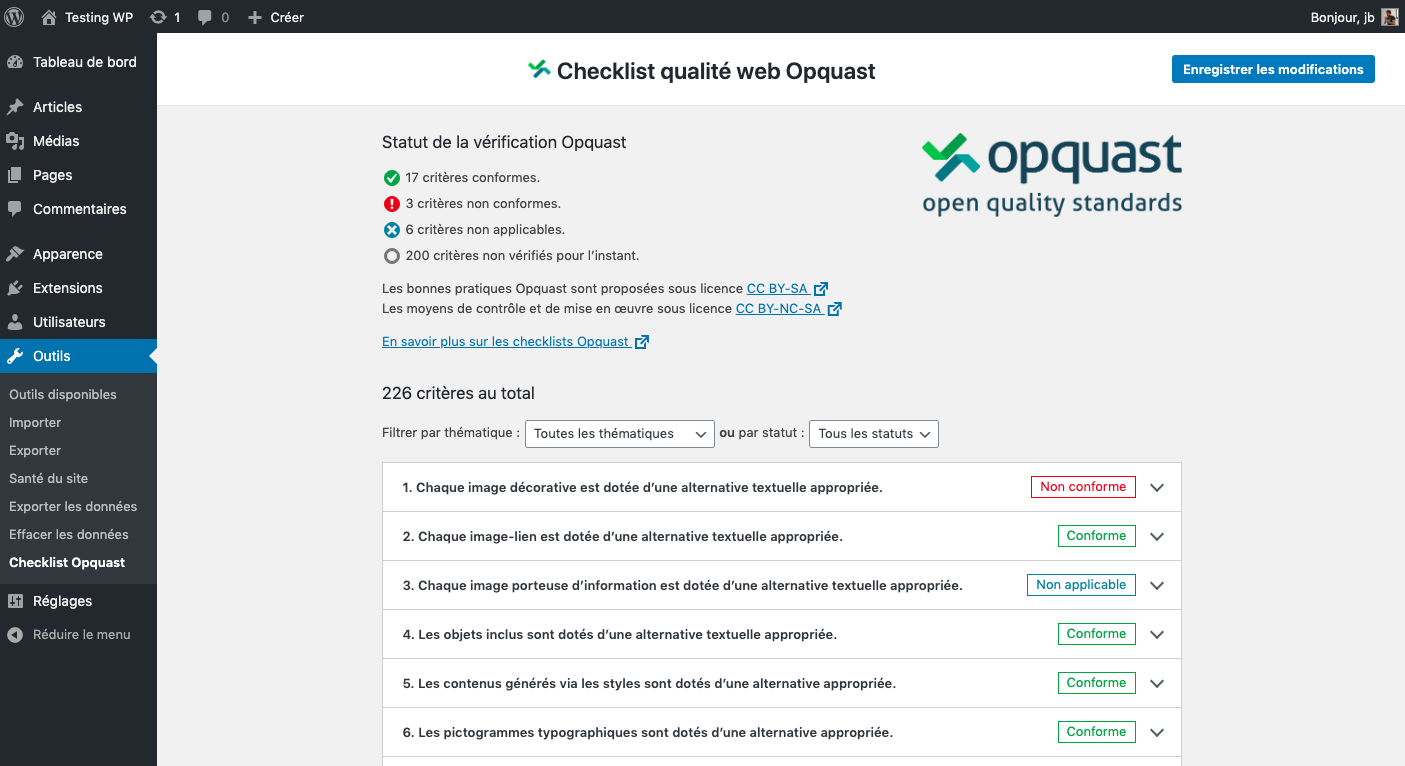 Testing WP 1 0 Créer Bonjour, jb
Tableau de bord
Articles
Médias
Pages
Commentaires
Apparence
Extensions
Utilisateurs
Outils
Outils disponibles
Importer
Exporter
Santé du site
Exporter les données
Effacer les données
Checklist Opquast
Réglages
Réduire le menu
Checklist qualité web Opquast
Enregistrer les modifications
Statut de la vérification Opquast
17 critères conformes.
3 critères non conformes.
6 critères non applicables.
200 critères non vérifiés pour l’instant.
opquast
open quality standards
Les bonnes pratiques Opquast sont proposées sous licence CC BY-SA
Les moyens de contrôle et de mise en œuvre sous licence CC BY-NC-SA
En savoir plus sur les checklists Opquast
226 critères au total
Filtrer par thématique : Toutes les thématiques ou par statut : Tous les statuts
1. Chaque image décorative est dotée d’une alternative textuelle appropriée. Non conforme
2. Chaque image-lien est dotée d’une alternative textuelle appropriée. Conforme
3. Chaque image porteuse d’information est dotée d’une alternative textuelle appropriée. Non applicable
4. Les objets inclus sont dotés d’une alternative textuelle appropriée. Conforme
5. Les contenus générés via les styles sont dotés d’une alternative appropriée. Conforme
6. Les pictogrammes typographiques sont dotés d’une alternative appropriée. Conforme